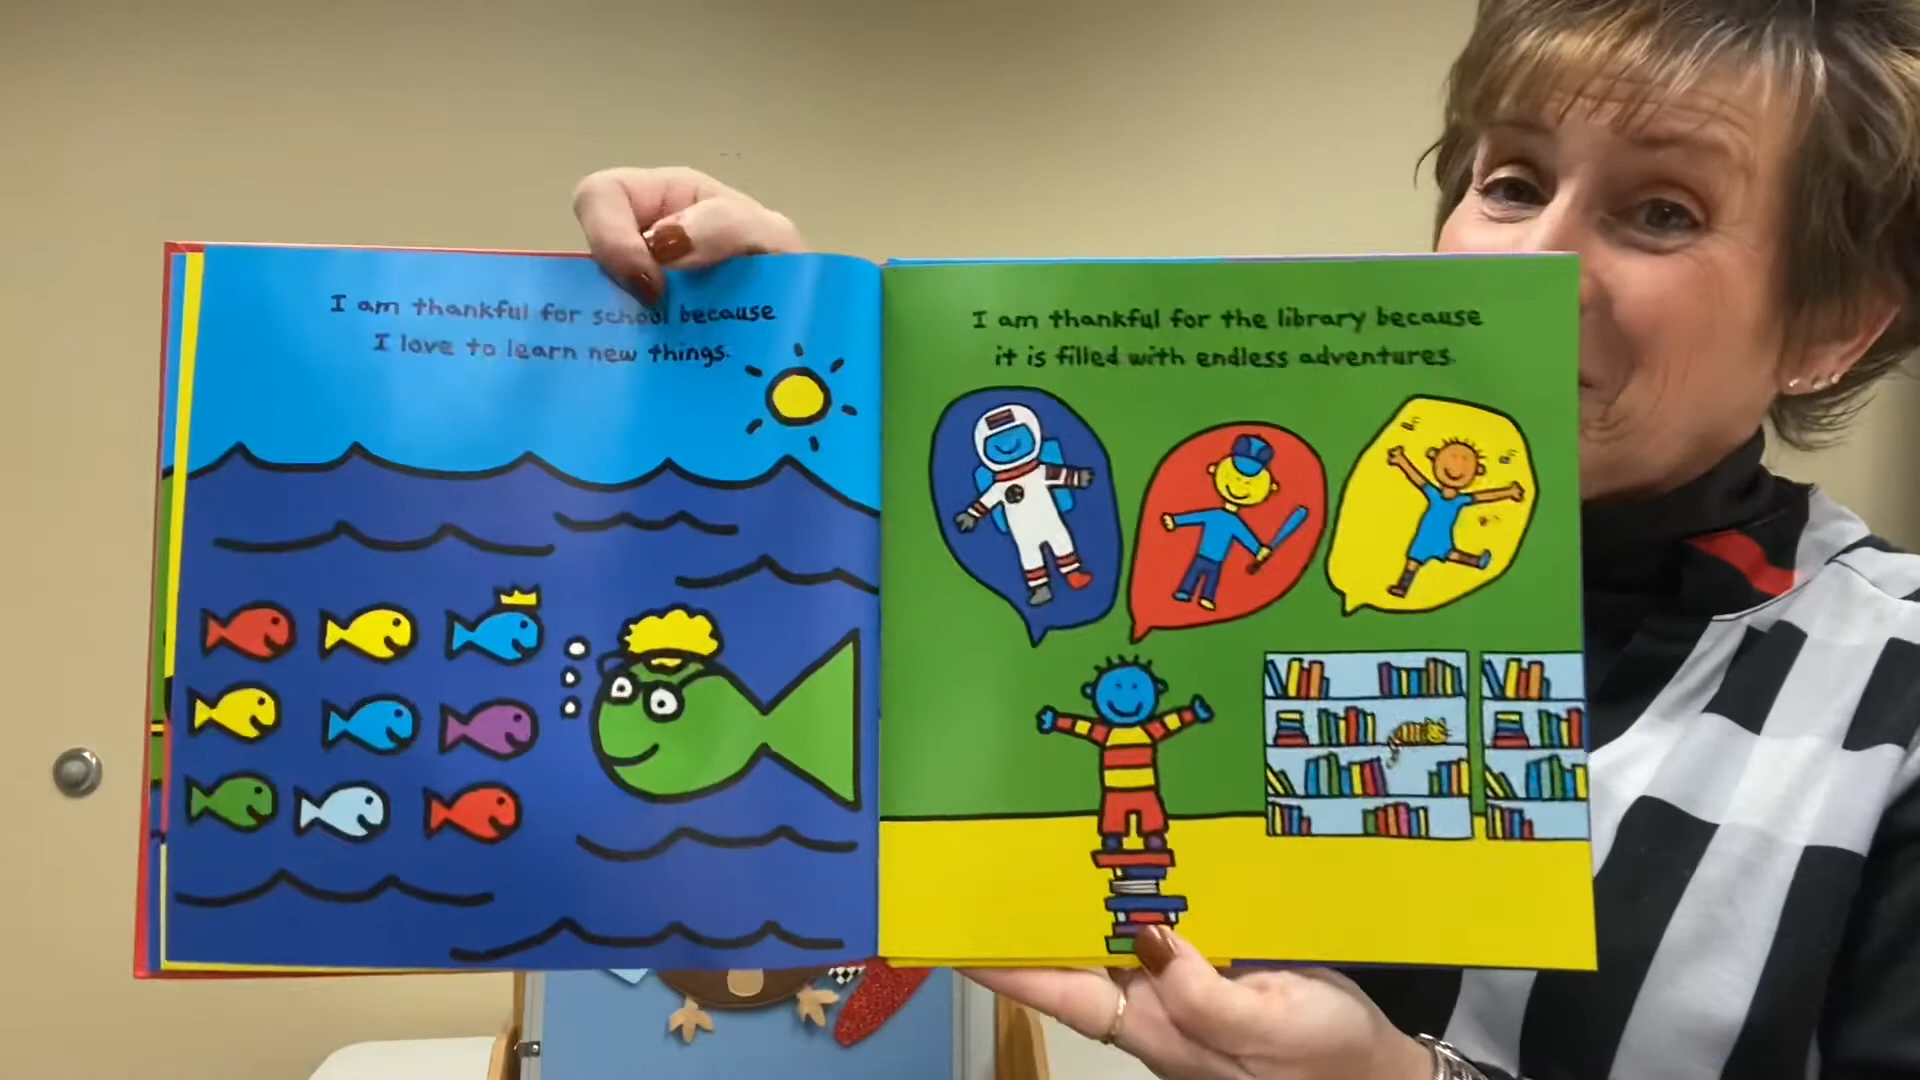 I am thankful for school because
I love to learn new things.
I am thankful for the library because
it is filled with endless adventures.